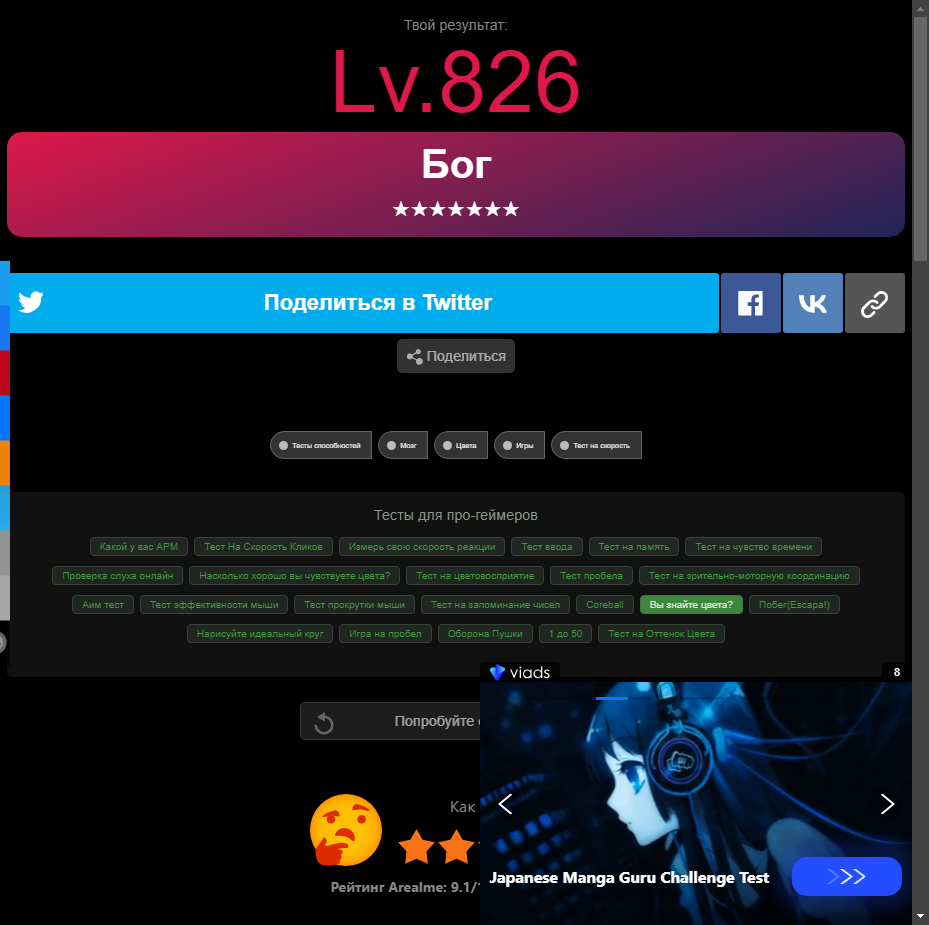 Твой результат:
Lv.826
Бог
★★★★★★★
Поделиться в Twitter
Поделиться
Тесты способностей Мозг Цвета Игры Тест на скорость
Тесты для про-геймеров
Какой у вас APM Тест На Скорость Кликов Измерь свою скорость реакции Тест ввода Тест на память Тест на чувство времени
Проверка слуха онлайн Насколько хорошо вы чувствуете цвета? Тест на цветовосприятие Тест пробела Тест на зрительно-моторную координацию
Аим тест Тест эффективности мыши Тест прокрутки мыши Тест на запоминание чисел Coreball Вы знайте цвета? Побег(Escapa!)
Нарисуйте идеальный круг Игра на пробел Оборона Пушки 1 до 50 Тест на Оттенок Цвета
viads 8
Попробуйте
Как
Рейтинг Arealme: 9.1/
Japanese Manga Guru Challenge Test